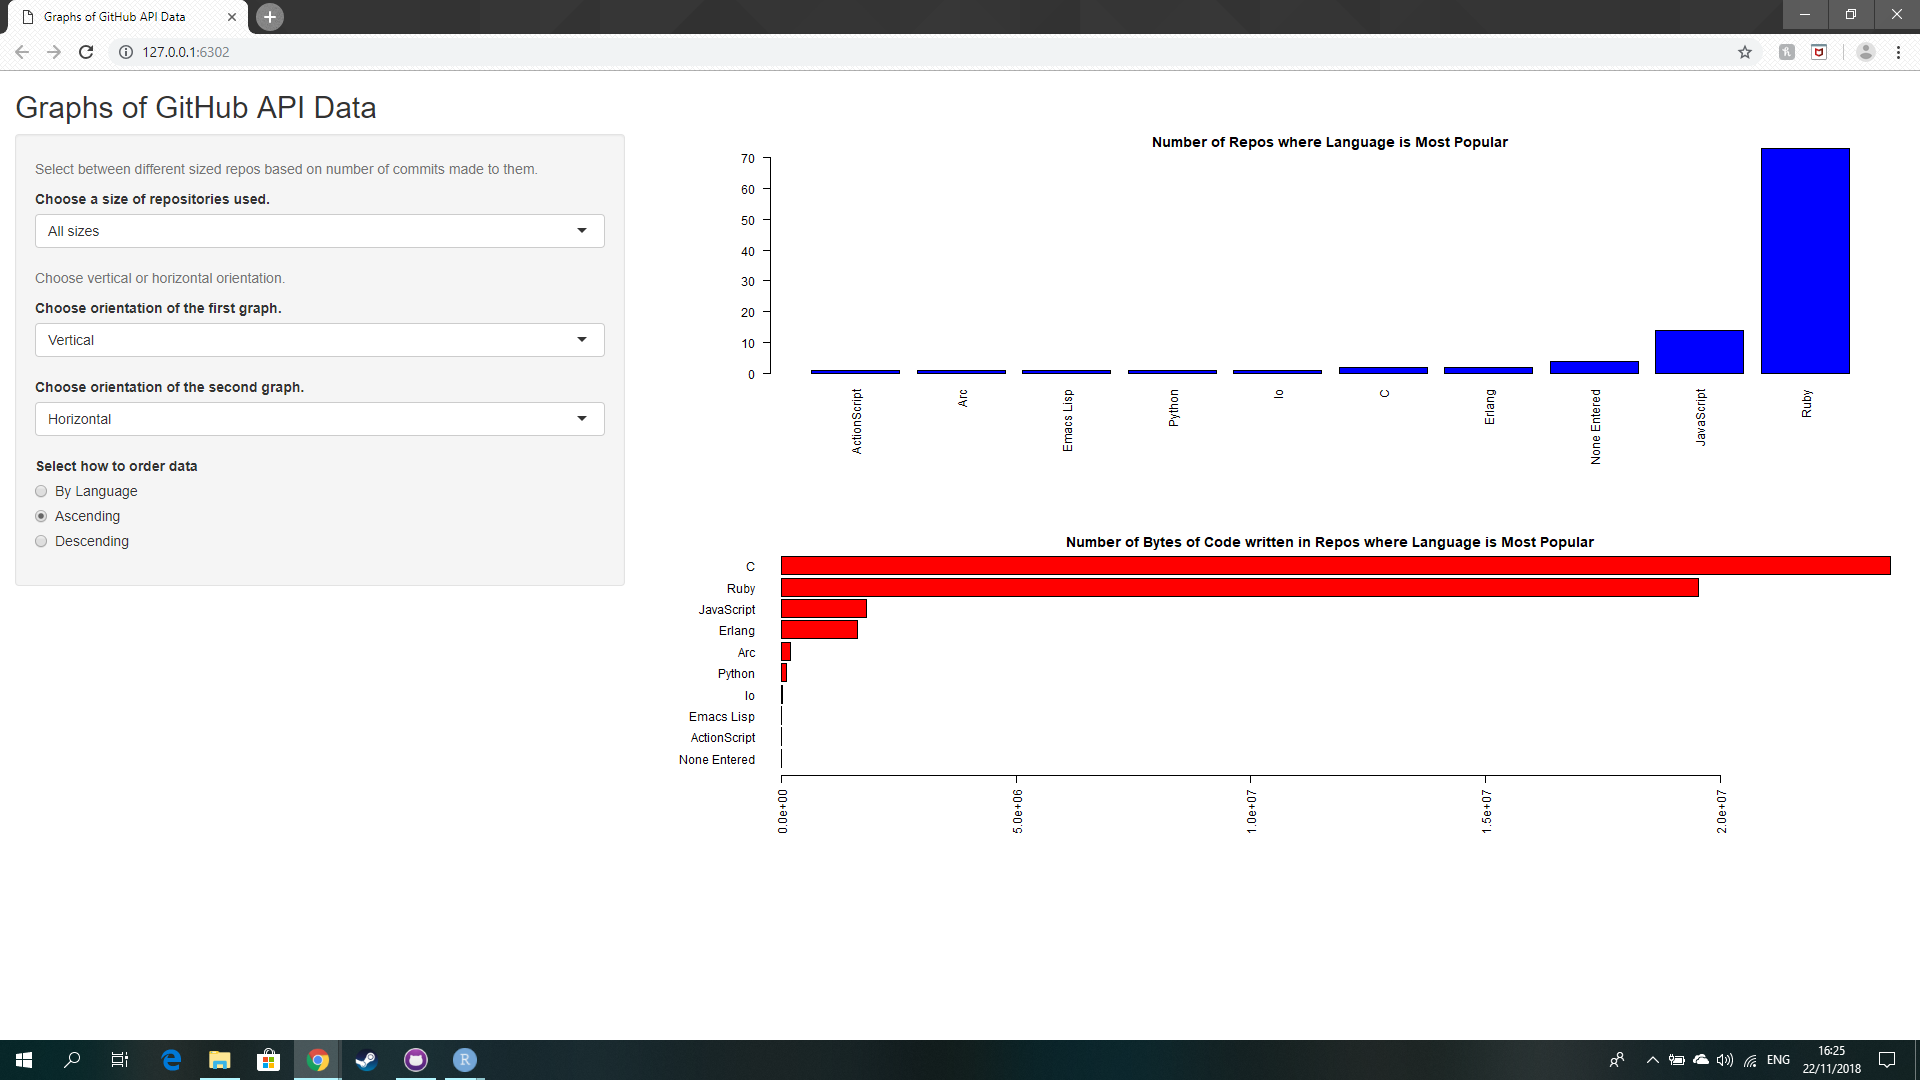 Graphs of GitHub API Data
127.0.0.1:6302
Graphs of GitHub API Data
Select between different sized repos based on number of commits made to them.
Choose a size of repositories used.
All sizes
Choose vertical or horizontal orientation.
Choose orientation of the first graph.
Vertical
Choose orientation of the second graph.
Horizontal
Select how to order data
By Language
Ascending
Descending
Number of Repos where Language is Most Popular
70
60
50
40
30
20
10
0
ActionScript
Arc
Emacs Lisp
Python
Io
C
Erlang
None Entered
JavaScript
Ruby
Number of Bytes of Code written in Repos where Language is Most Popular
C
Ruby
JavaScript
Erlang
Arc
Python
Io
Emacs Lisp
ActionScript
None Entered
0.0e+00
5.0e+06
1.0e+07
1.5e+07
2.0e+07
R
ENG
16:25
22/11/2018